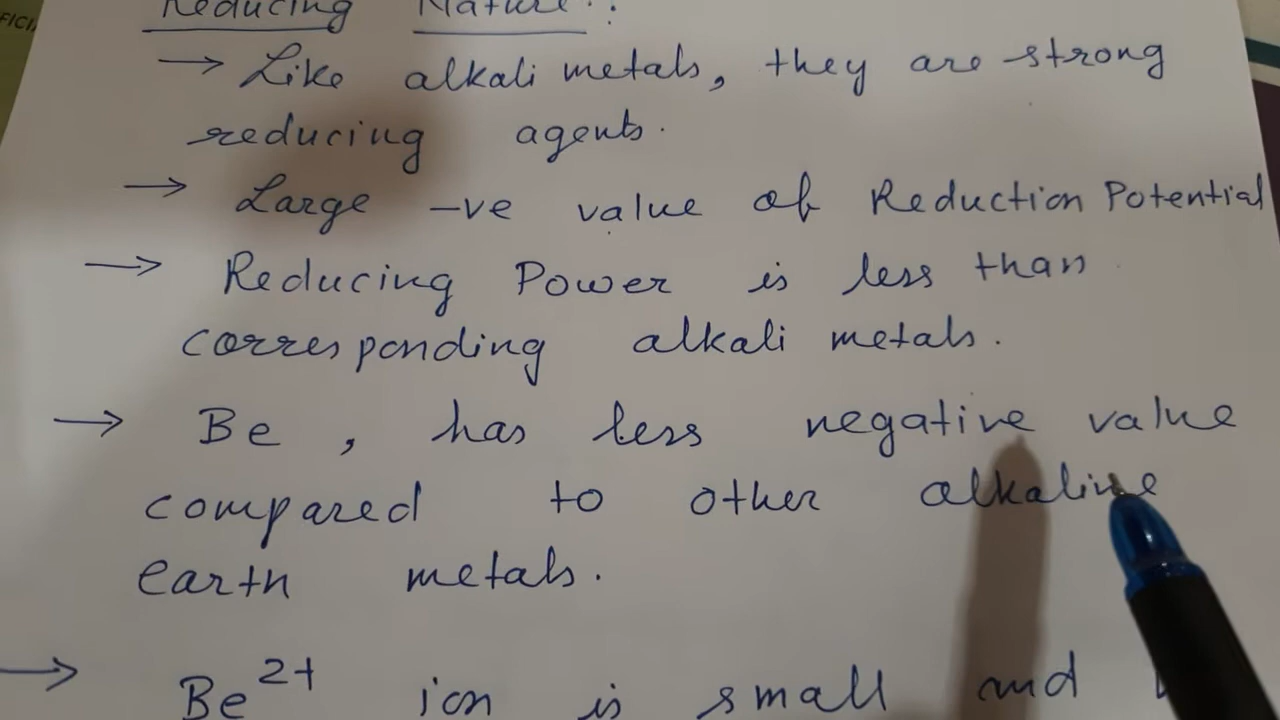 Reducing Nature :
→ Like alkali metals, they are strong
reducing agents.
→ Large -ve value of Reduction Potential
→ Reducing Power is less than
corresponding alkali metals.
→ Be, has less negative value
compared to other alkaline
earth metals.
→ Be²⁺ ion is small and